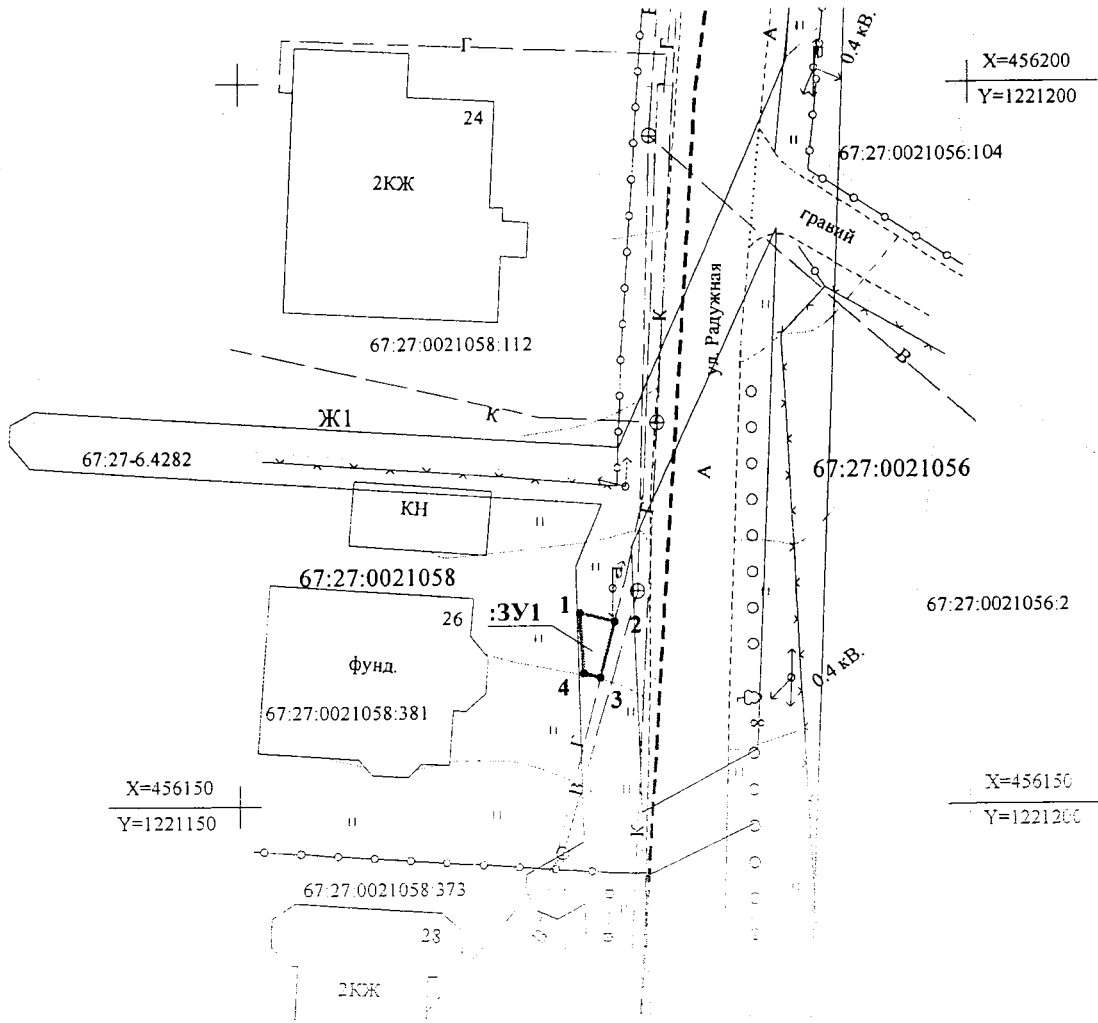 Г
А
0.4 кВ.
X=456200
Y=1221200
24
2КЖ
67:27:0021056:104
гравий
ул. Радужная
К
67:27:0021058:112
В
К
Ж1
67:27-6.4282
А
67:27:0021056
КН
67:27:0021058
67:27:0021056:2
1
:ЗУ1
2
26
фунд.
4
3
0.4 кВ.
67:27:0021058:381
Г
В
X=456150
Y=1221150
X=456150
Y=1221200
К
67:27:0021058:373
28
2КЖ